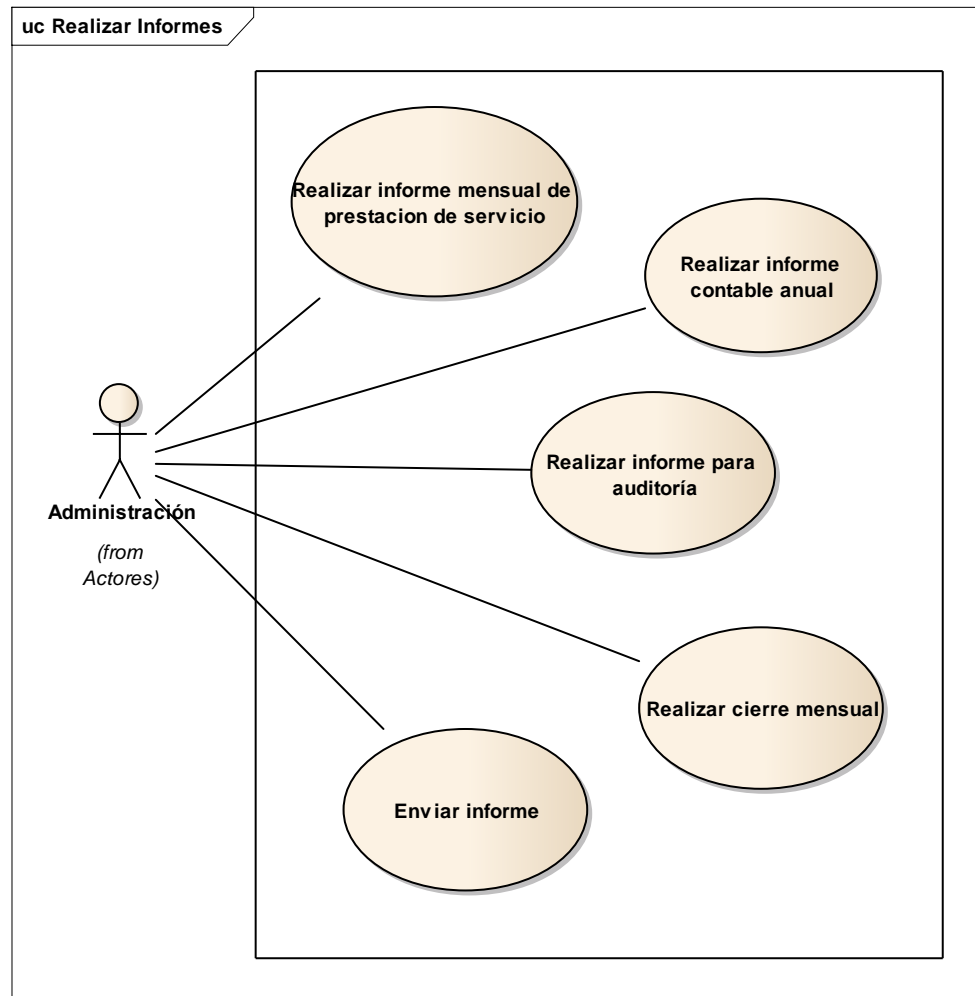 uc Realizar Informes
Realizar informe mensual de
prestacion de servicio
Realizar informe
contable anual
Realizar informe para
auditoría
Administración
(from
Actores)
Realizar cierre mensual
Enviar informe